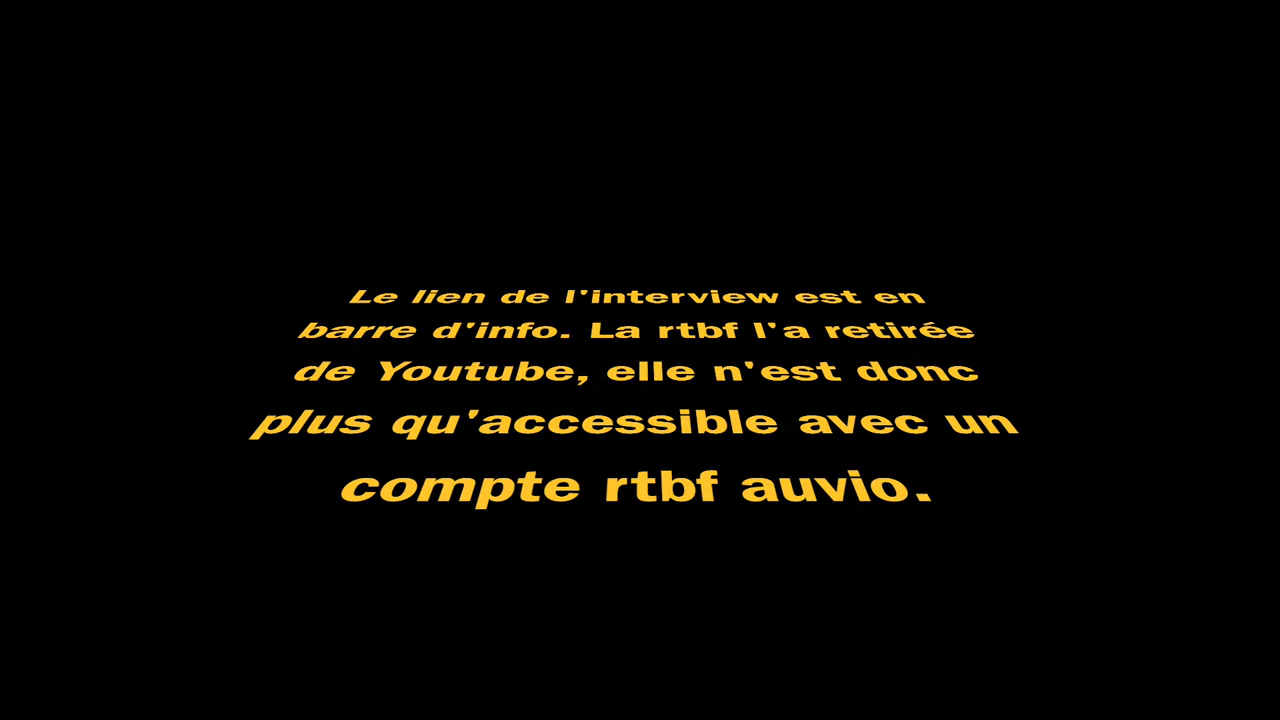 Le lien de l'interview est en
barre d'info. La rtbf l'a retirée
de Youtube, elle n'est donc
plus qu'accessible avec un
compte rtbf auvio.